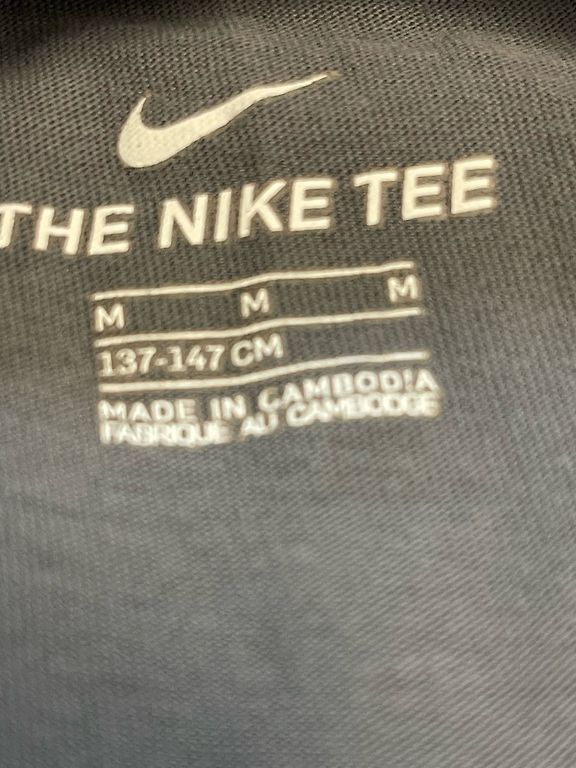 THE NIKE TEE
M M M
137-147 CM
MADE IN CAMBODIA
FABRIQUE AU CAMBODGE